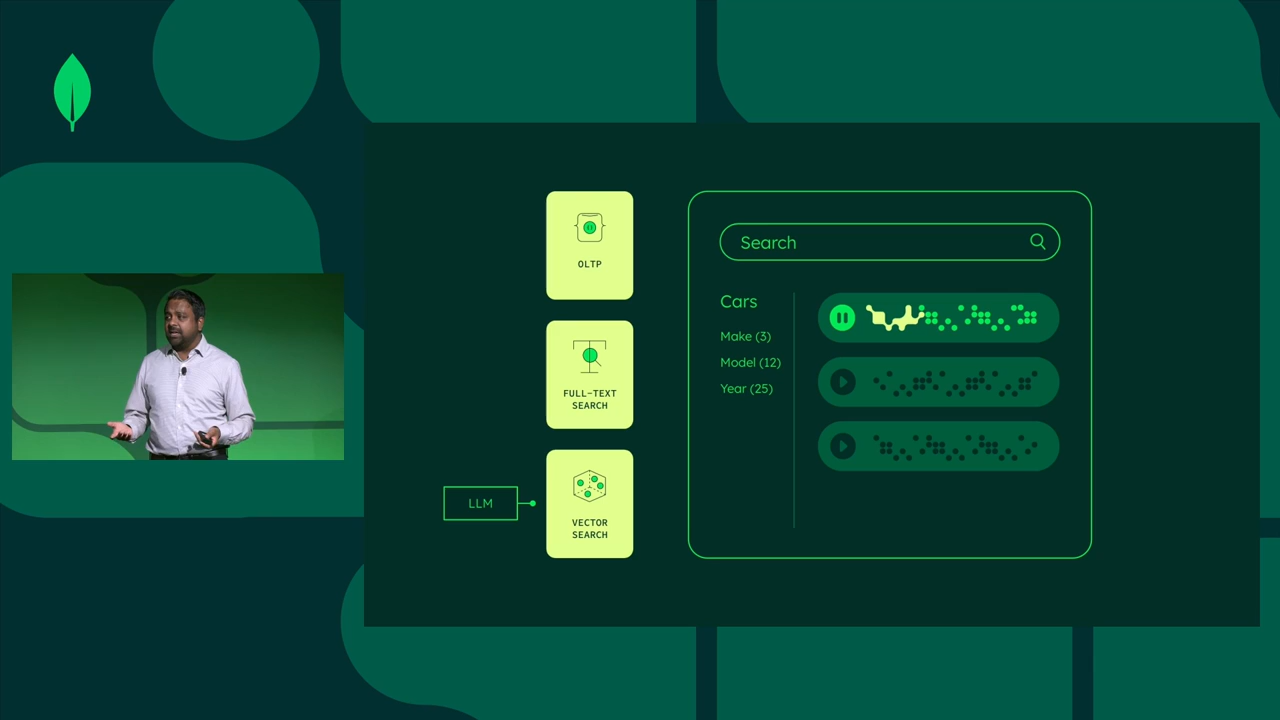 OLTP
FULL-TEXT
SEARCH
LLM
VECTOR
SEARCH
Search
Cars
Make (3)
Model (12)
Year (25)